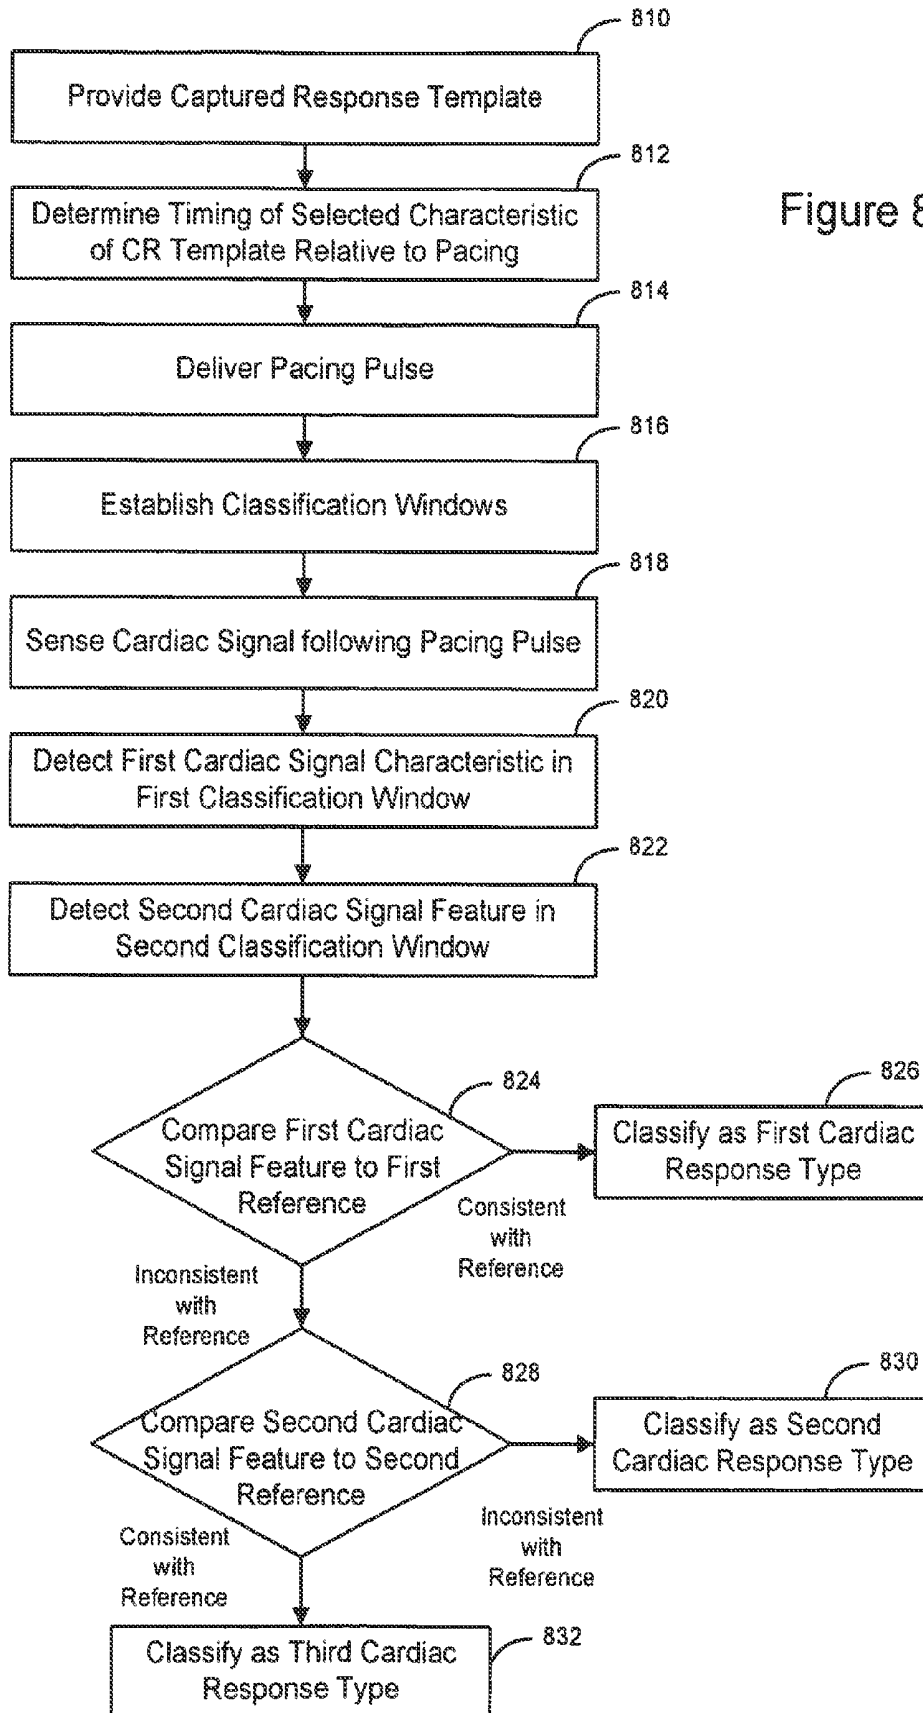 810
Provide Captured Response Template
812
Determine Timing of Selected Characteristic
of CR Template Relative to Pacing
Figure 8
814
Deliver Pacing Pulse
816
Establish Classification Windows
818
Sense Cardiac Signal following Pacing Pulse
820
Detect First Cardiac Signal Characteristic in
First Classification Window
822
Detect Second Cardiac Signal Feature in
Second Classification Window
824
Compare First Cardiac
Signal Feature to First
Reference
826
Classify as First Cardiac
Response Type
Consistent
with
Reference
Inconsistent
with
Reference
828
Compare Second Cardiac
Signal Feature to Second
Reference
830
Classify as Second
Cardiac Response Type
Inconsistent
with
Reference
Consistent
with
Reference
832
Classify as Third Cardiac
Response Type